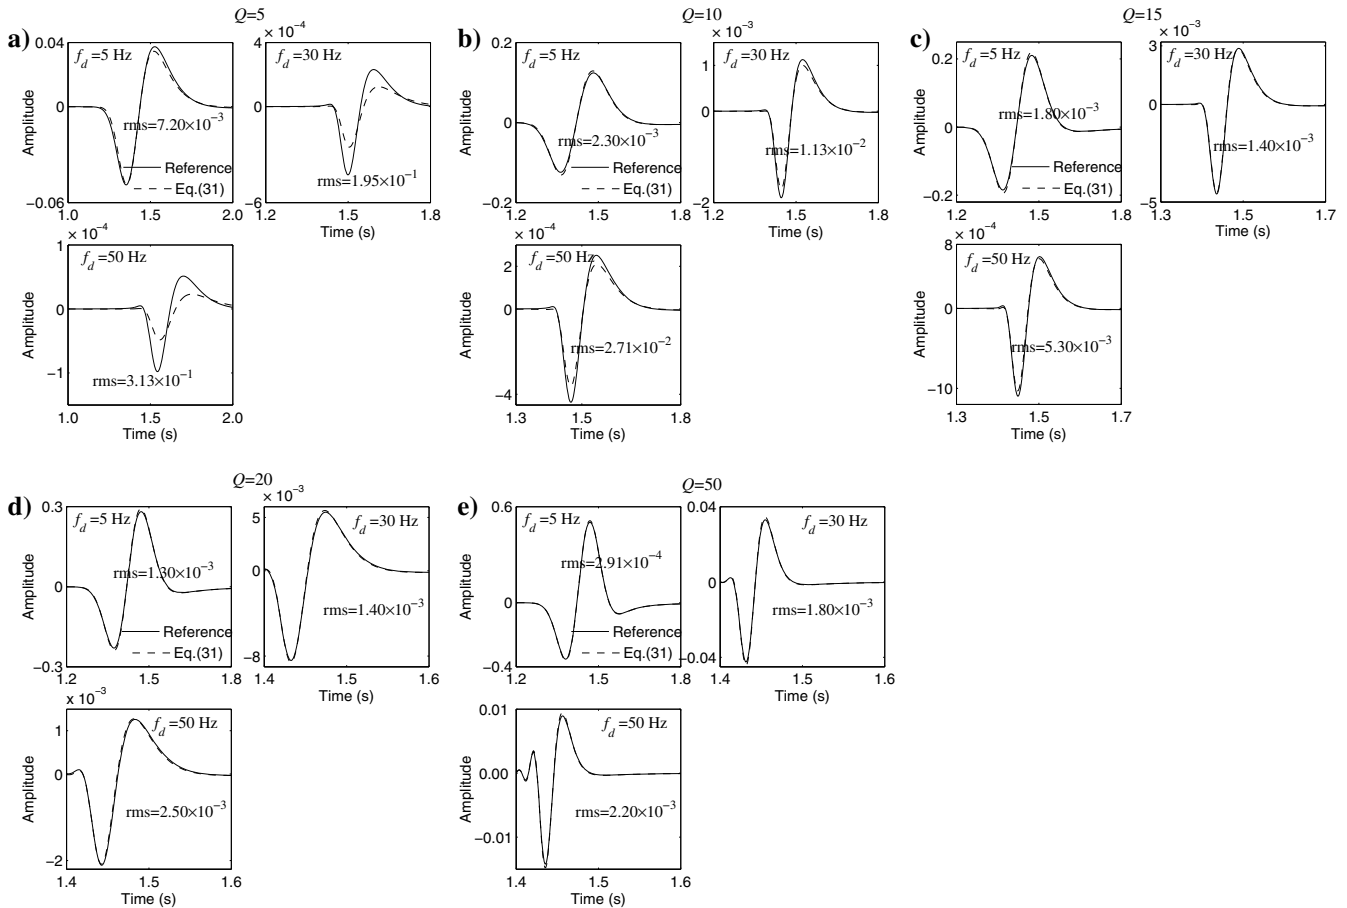 a)
Q=5
f_d=5 Hz
Amplitude
0.04
0
−0.06
rms=7.20×10⁻³
Reference
Eq.(31)
1.0 1.5 2.0
Time (s)
× 10⁻⁴
f_d=30 Hz
4
0
−6
rms=1.95×10⁻¹
1.2 1.5 1.8
Time (s)
× 10⁻⁴
f_d=50 Hz
Amplitude
1
0
−1
rms=3.13×10⁻¹
1.0 1.5 2.0
Time (s)
b)
Q=10
f_d=5 Hz
Amplitude
0.2
0
−0.2
rms=2.30×10⁻³
Reference
Eq.(31)
1.2 1.5 1.8
Time (s)
× 10⁻³
f_d=30 Hz
1
0
−2
rms=1.13×10⁻²
1.2 1.5 1.8
Time (s)
× 10⁻⁴
f_d=50 Hz
Amplitude
2
0
−4
rms=2.71×10⁻²
1.3 1.5 1.8
Time (s)
c)
Q=15
f_d=5 Hz
Amplitude
0.2
0
−0.2
rms=1.80×10⁻³
Reference
Eq.(31)
1.2 1.5 1.8
Time (s)
× 10⁻³
f_d=30 Hz
3
0
−5
rms=1.40×10⁻³
1.3 1.5 1.7
Time (s)
× 10⁻⁴
f_d=50 Hz
Amplitude
8
0
−10
rms=5.30×10⁻³
1.3 1.5 1.7
Time (s)
d)
Q=20
f_d=5 Hz
Amplitude
0.3
0
−0.3
rms=1.30×10⁻³
Reference
Eq.(31)
1.2 1.5 1.8
Time (s)
× 10⁻³
f_d=30 Hz
5
0
−8
rms=1.40×10⁻³
1.4 1.5 1.6
Time (s)
x 10⁻³
f_d=50 Hz
Amplitude
1
0
−2
rms=2.50×10⁻³
1.4 1.5 1.6
Time (s)
e)
Q=50
f_d=5 Hz
Amplitude
0.6
0
−0.4
rms=2.91×10⁻⁴
Reference
Eq.(31)
1.2 1.5 1.8
Time (s)
f_d=30 Hz
0.04
0
−0.04
rms=1.80×10⁻³
1.4 1.5 1.6
Time (s)
f_d=50 Hz
Amplitude
0.01
0.00
−0.01
rms=2.20×10⁻³
1.4 1.5 1.6
Time (s)